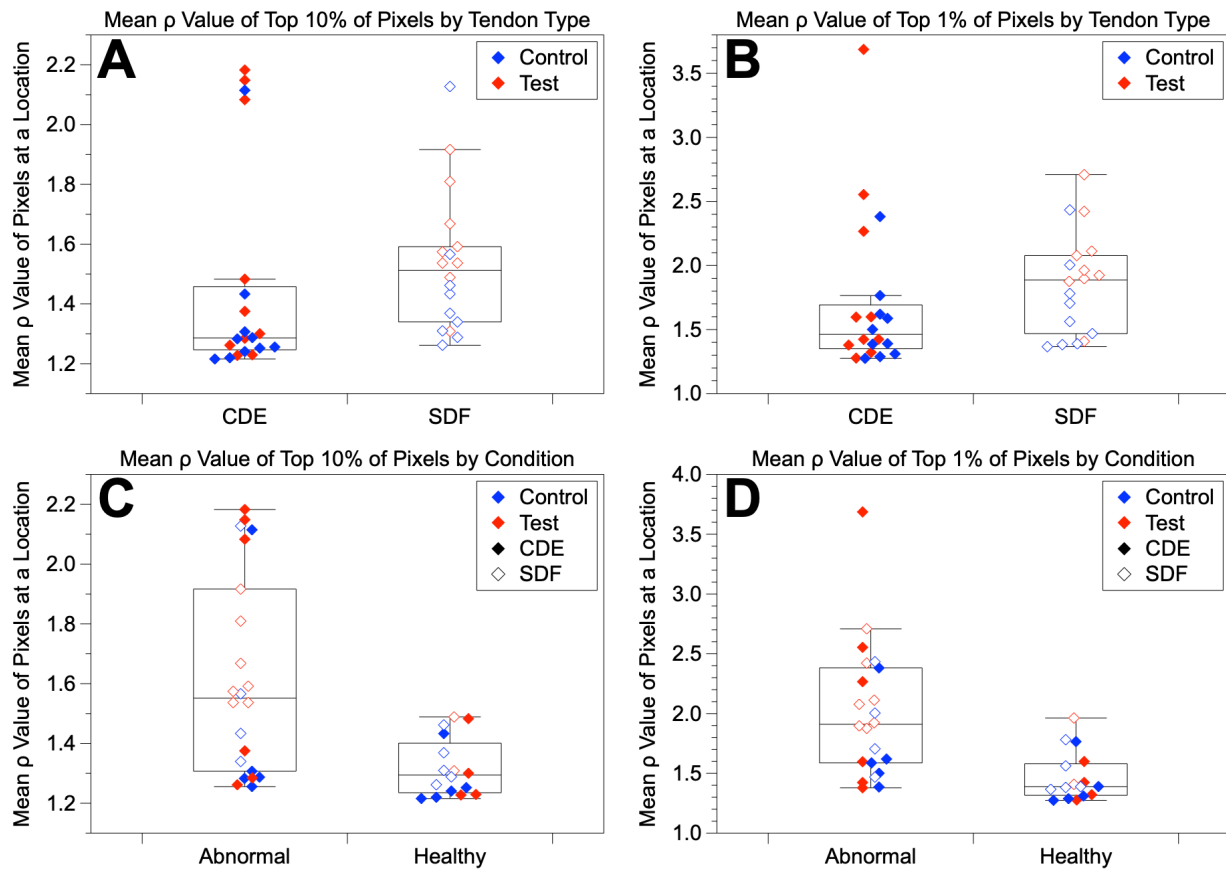 Mean ρ Value of Top 10% of Pixels by Tendon Type
A
Control
Test
Mean ρ Value of Pixels at a Location
2.2
2.0
1.8
1.6
1.4
1.2
CDE
SDF
Mean ρ Value of Top 1% of Pixels by Tendon Type
B
Control
Test
Mean ρ Value of Pixels at a Location
3.5
3.0
2.5
2.0
1.5
1.0
CDE
SDF
Mean ρ Value of Top 10% of Pixels by Condition
C
Control
Test
CDE
SDF
Mean ρ Value of Pixels at a Location
2.2
2.1
2.0
1.8
1.6
1.4
1.2
Abnormal
Healthy
Mean ρ Value of Top 1% of Pixels by Condition
D
Control
Test
CDE
SDF
Mean ρ Value of Pixels at a Location
4.0
3.5
3.0
2.5
2.0
1.5
1.0
Abnormal
Healthy